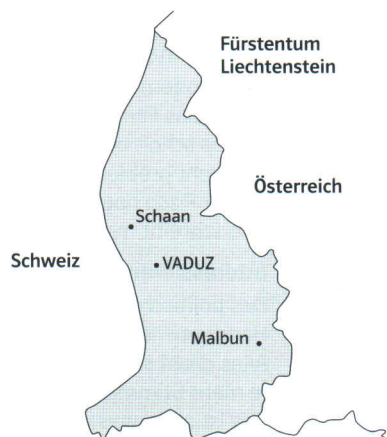 Fürstentum
Liechtenstein
Österreich
Schaan
Schweiz
VADUZ
Malbun